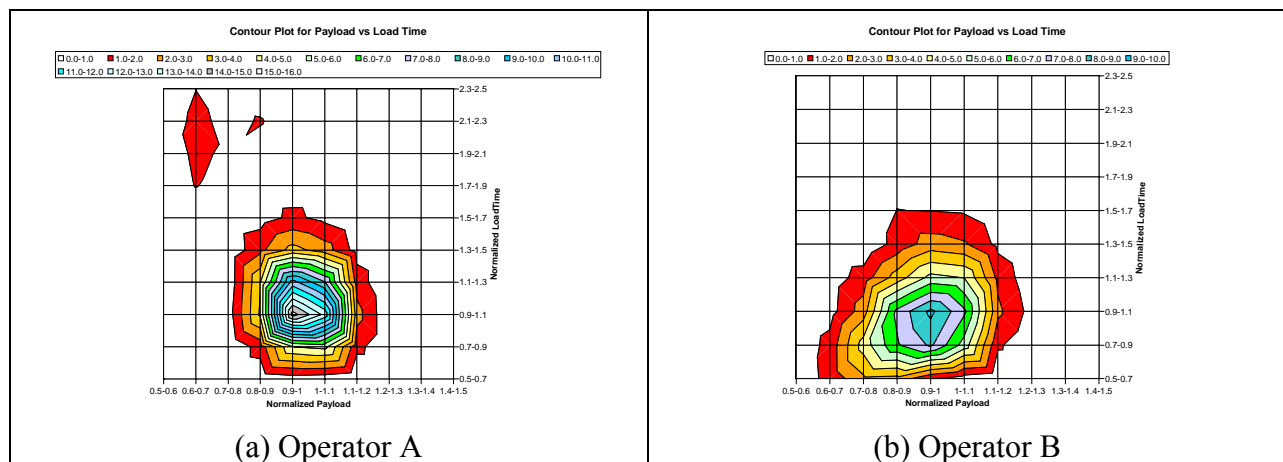 Contour Plot for Payload vs Load Time
0.0-1.0 1.0-2.0 2.0-3.0 3.0-4.0 4.0-5.0 5.0-6.0 6.0-7.0 7.0-8.0 8.0-9.0 9.0-10.0 10.0-11.0
11.0-12.0 12.0-13.0 13.0-14.0 14.0-15.0 15.0-16.0
2.3-2.5
2.1-2.3
1.9-2.1
1.7-1.9
1.5-1.7
1.3-1.5
1.1-1.3
0.9-1.1
0.7-0.9
0.5-0.7
Normalized LoadTime
0.5-0.6 0.6-0.7 0.7-0.8 0.8-0.9 0.9-1 1-1.1 1.1-1.2 1.2-1.3 1.3-1.4 1.4-1.5
Normalized Payload
(a) Operator A
Contour Plot for Payload vs Load Time
0.0-1.0 1.0-2.0 2.0-3.0 3.0-4.0 4.0-5.0 5.0-6.0 6.0-7.0 7.0-8.0 8.0-9.0 9.0-10.0
2.3-2.5
2.1-2.3
1.9-2.1
1.7-1.9
1.5-1.7
1.3-1.5
1.1-1.3
0.9-1.1
0.7-0.9
0.5-0.7
Normalized LoadTime
0.5-0.6 0.6-0.7 0.7-0.8 0.8-0.9 0.9-1 1-1.1 1.1-1.2 1.2-1.3 1.3-1.4 1.4-1.5
Normalized Payload
(b) Operator B